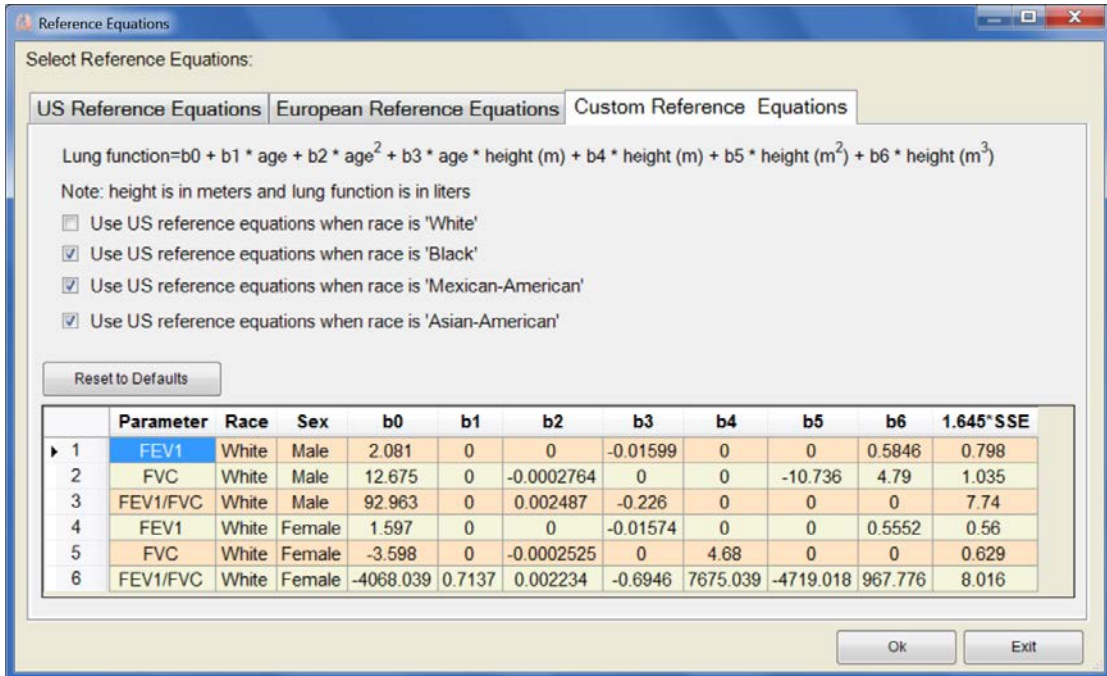 Reference Equations
Select Reference Equations:
US Reference Equations European Reference Equations Custom Reference Equations
Lung function=b0 + b1 * age + b2 * age² + b3 * age * height (m) + b4 * height (m) + b5 * height (m²) + b6 * height (m³)
Note: height is in meters and lung function is in liters
Use US reference equations when race is 'White'
Use US reference equations when race is 'Black'
Use US reference equations when race is 'Mexican-American'
Use US reference equations when race is 'Asian-American'
Reset to Defaults
Parameter Race Sex b0 b1 b2 b3 b4 b5 b6 1.645*SSE
1 FEV1 White Male 2.081 0 0 -0.01599 0 0 0.5846 0.798
2 FVC White Male 12.675 0 -0.0002764 0 0 -10.736 4.79 1.035
3 FEV1/FVC White Male 92.963 0 0.002487 -0.226 0 0 0 7.74
4 FEV1 White Female 1.597 0 0 -0.01574 0 0 0.5552 0.56
5 FVC White Female -3.598 0 -0.0002525 0 4.68 0 0 0.629
6 FEV1/FVC White Female -4068.039 0.7137 0.002234 -0.6946 7675.039 -4719.018 967.776 8.016
Ok Exit